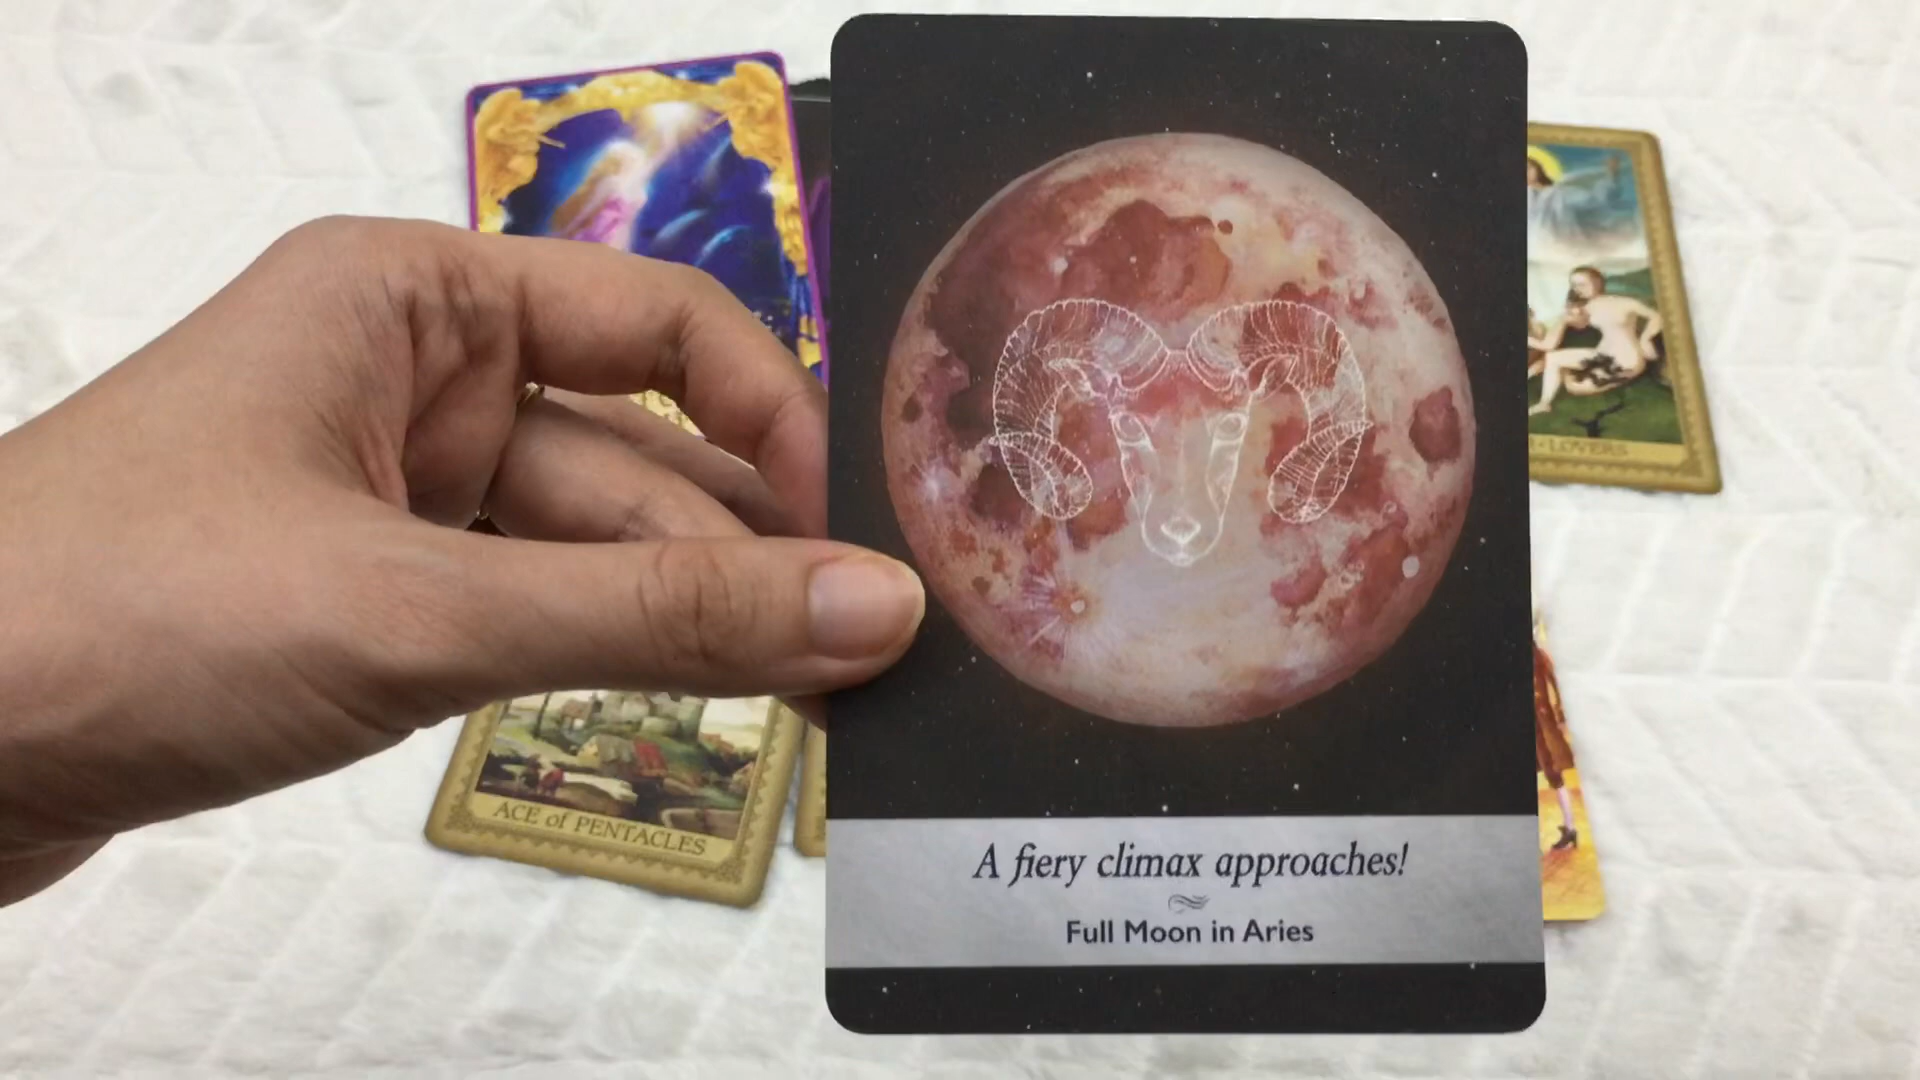 A fiery climax approaches!
Full Moon in Aries
ACE of PENTACLES
LOVERS